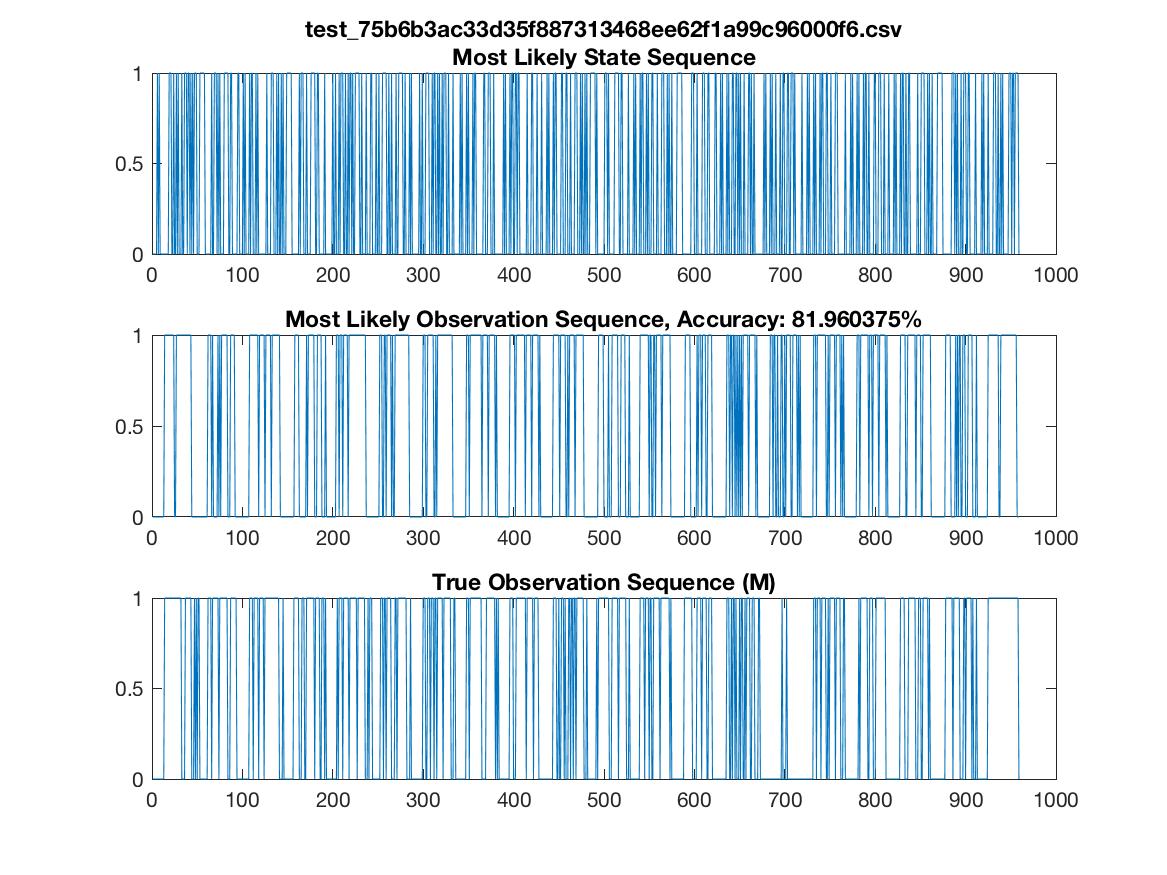 test_75b6b3ac33d35f887313468ee62f1a99c96000f6.csv
Most Likely State Sequence
1
0.5
0
0 100 200 300 400 500 600 700 800 900 1000
Most Likely Observation Sequence, Accuracy: 81.960375%
1
0.5
0
0 100 200 300 400 500 600 700 800 900 1000
True Observation Sequence (M)
1
0.5
0
0 100 200 300 400 500 600 700 800 900 1000